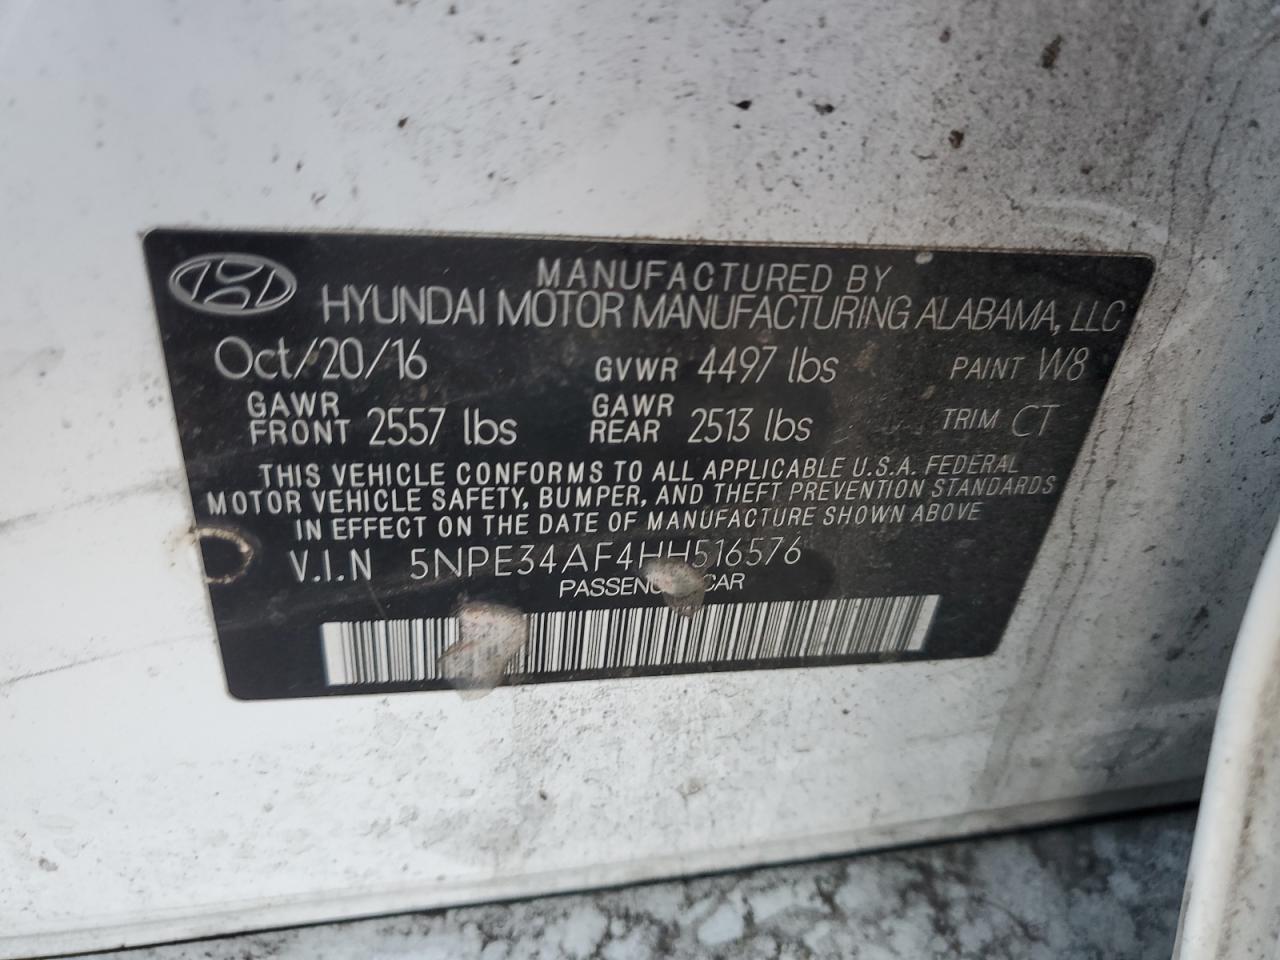 MANUFACTURED BY
HYUNDAI MOTOR MANUFACTURING ALABAMA, LLC
Oct/20/16 GVWR 4497 lbs PAINT W8
GAWR FRONT 2557 lbs GAWR REAR 2513 lbs TRIM CT
THIS VEHICLE CONFORMS TO ALL APPLICABLE U.S.A. FEDERAL
MOTOR VEHICLE SAFETY, BUMPER, AND THEFT PREVENTION STANDARDS
IN EFFECT ON THE DATE OF MANUFACTURE SHOWN ABOVE
V.I.N 5NPE34AF4HH516576
PASSENGER CAR